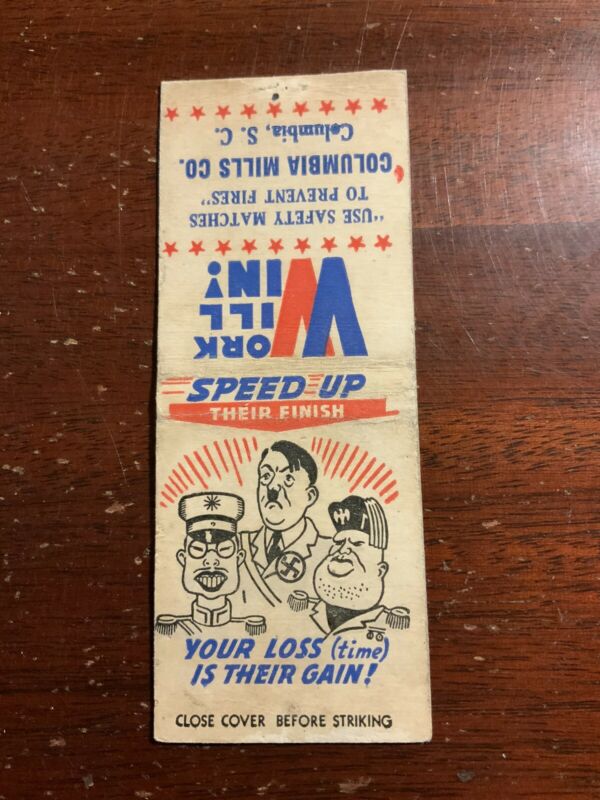 ★ ★ ★ ★ ★ ★ ★ ★ ★ ★
Columbia, S. C.
COLUMBIA MILLS CO.
"USE SAFETY MATCHES
TO PREVENT FIRES"
WORK
WILL
WIN!
SPEED UP
THEIR FINISH
YOUR LOSS (time)
IS THEIR GAIN!
CLOSE COVER BEFORE STRIKING